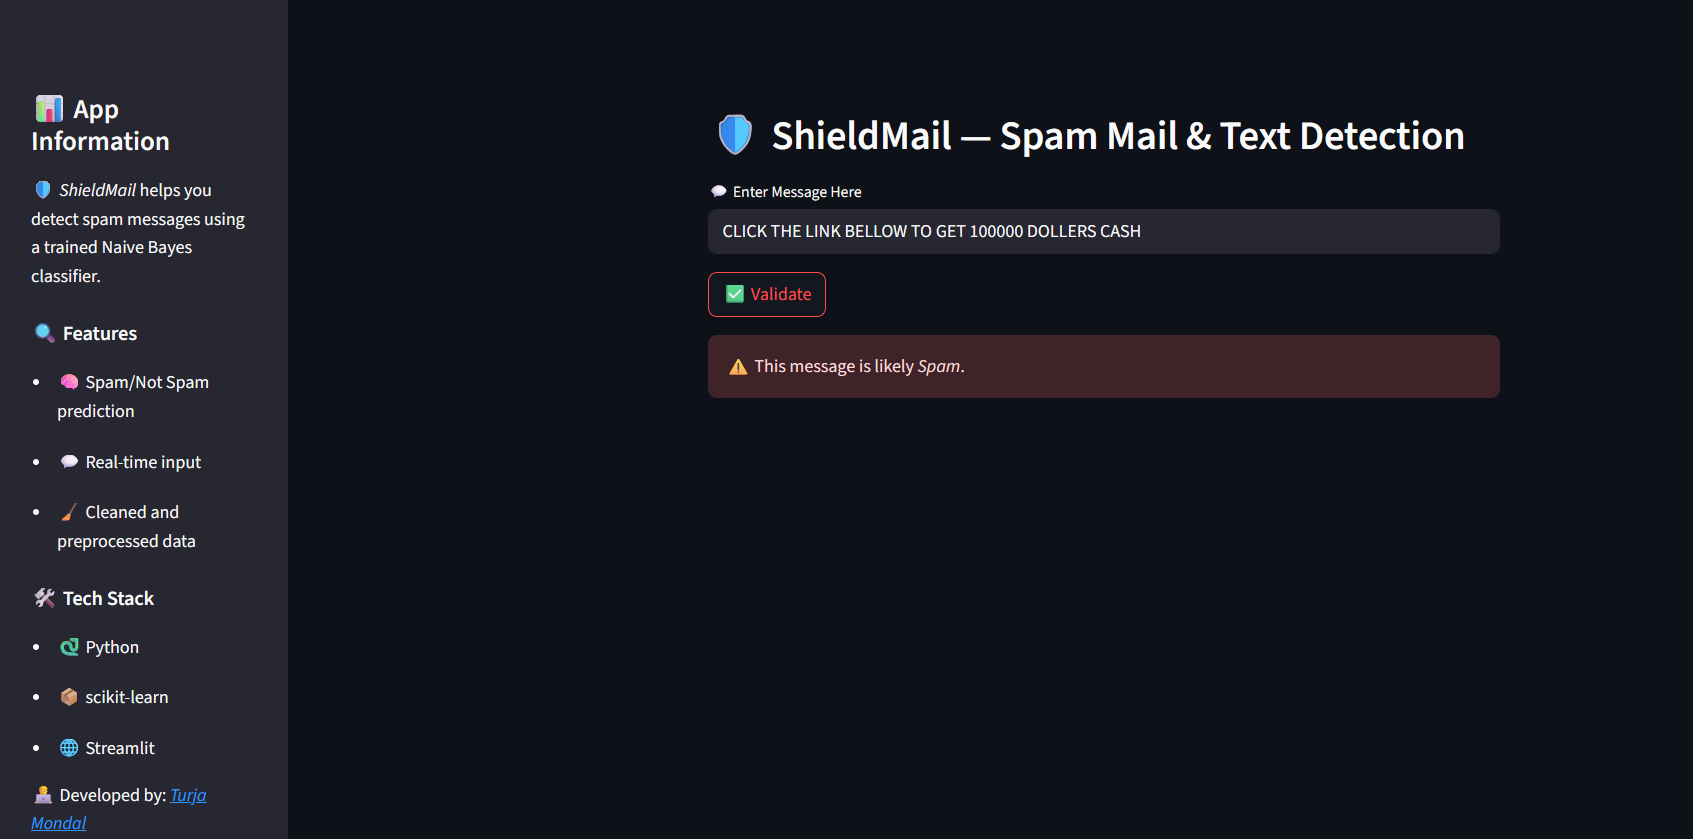 📊 App
Information
🛡️ ShieldMail helps you
detect spam messages using
a trained Naive Bayes
classifier.
🔍 Features
• 🧠 Spam/Not Spam
prediction
• 💬 Real-time input
• 🧹 Cleaned and
preprocessed data
🛠️ Tech Stack
• 🐍 Python
• 📦 scikit-learn
• 🌐 Streamlit
🧑‍💻 Developed by: Turja
Mondal
🛡️ ShieldMail — Spam Mail & Text Detection
💬 Enter Message Here
CLICK THE LINK BELLOW TO GET 100000 DOLLERS CASH
✅ Validate
⚠️ This message is likely Spam.